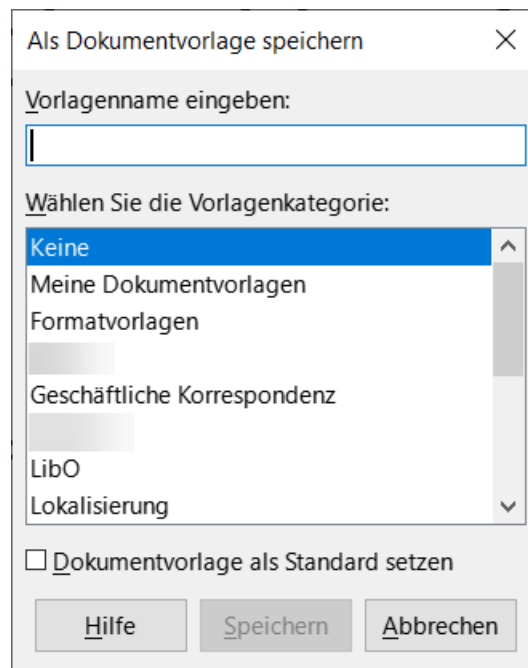 Als Dokumentvorlage speichern
Vorlagenname eingeben:
Wählen Sie die Vorlagenkategorie:
Keine
Meine Dokumentvorlagen
Formatvorlagen
Geschäftliche Korrespondenz
LibO
Lokalisierung
Dokumentvorlage als Standard setzen
Hilfe Speichern Abbrechen